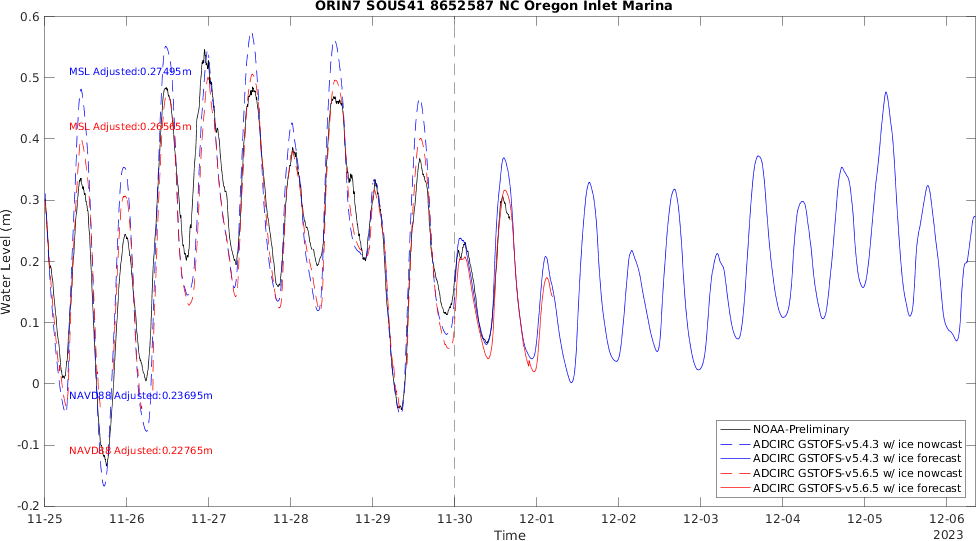 ORIN7 SOUS41 8652587 NC Oregon Inlet Marina
Water Level (m)
0.6
0.5
0.4
0.3
0.2
0.1
0
-0.1
-0.2
MSL Adjusted:0.27495m
MSL Adjusted:0.26565m
NAVD88 Adjusted:0.23695m
NAVD88 Adjusted:0.22765m
NOAA-Preliminary
ADCIRC GSTOFS-v5.4.3 w/ ice nowcast
ADCIRC GSTOFS-v5.4.3 w/ ice forecast
ADCIRC GSTOFS-v5.6.5 w/ ice nowcast
ADCIRC GSTOFS-v5.6.5 w/ ice forecast
11-25 11-26 11-27 11-28 11-29 11-30 12-01 12-02 12-03 12-04 12-05 12-06
Time
2023